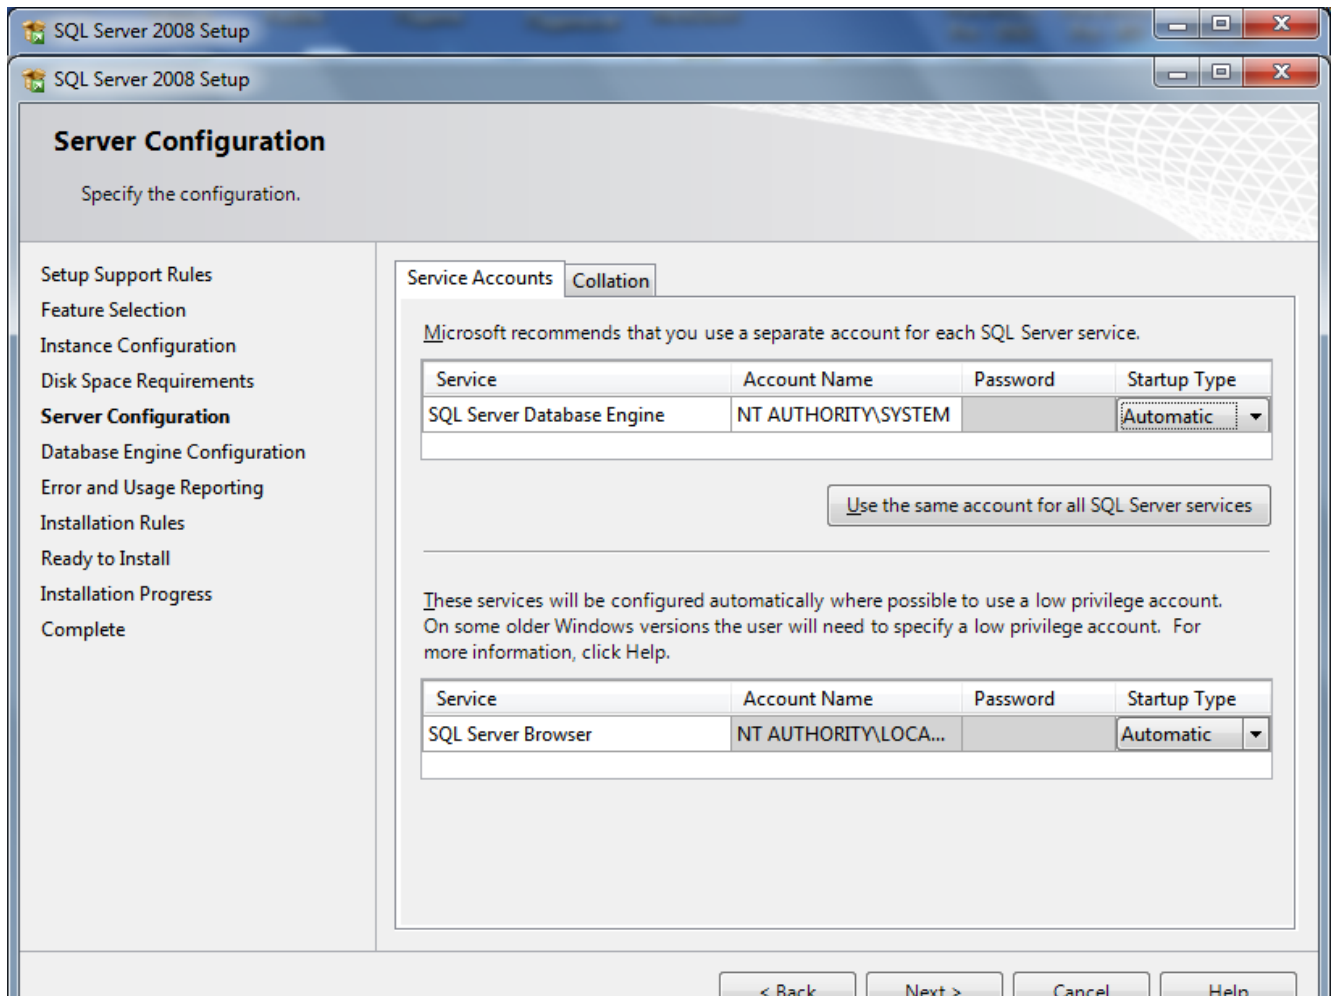 SQL Server 2008 Setup
SQL Server 2008 Setup
Server Configuration
Specify the configuration.
Setup Support Rules
Feature Selection
Instance Configuration
Disk Space Requirements
Server Configuration
Database Engine Configuration
Error and Usage Reporting
Installation Rules
Ready to Install
Installation Progress
Complete
Service Accounts Collation
Microsoft recommends that you use a separate account for each SQL Server service.
Service Account Name Password Startup Type
SQL Server Database Engine NT AUTHORITY\SYSTEM Automatic
Use the same account for all SQL Server services
These services will be configured automatically where possible to use a low privilege account.
On some older Windows versions the user will need to specify a low privilege account. For
more information, click Help.
Service Account Name Password Startup Type
SQL Server Browser NT AUTHORITY\LOCA... Automatic
< Back Next > Cancel Help